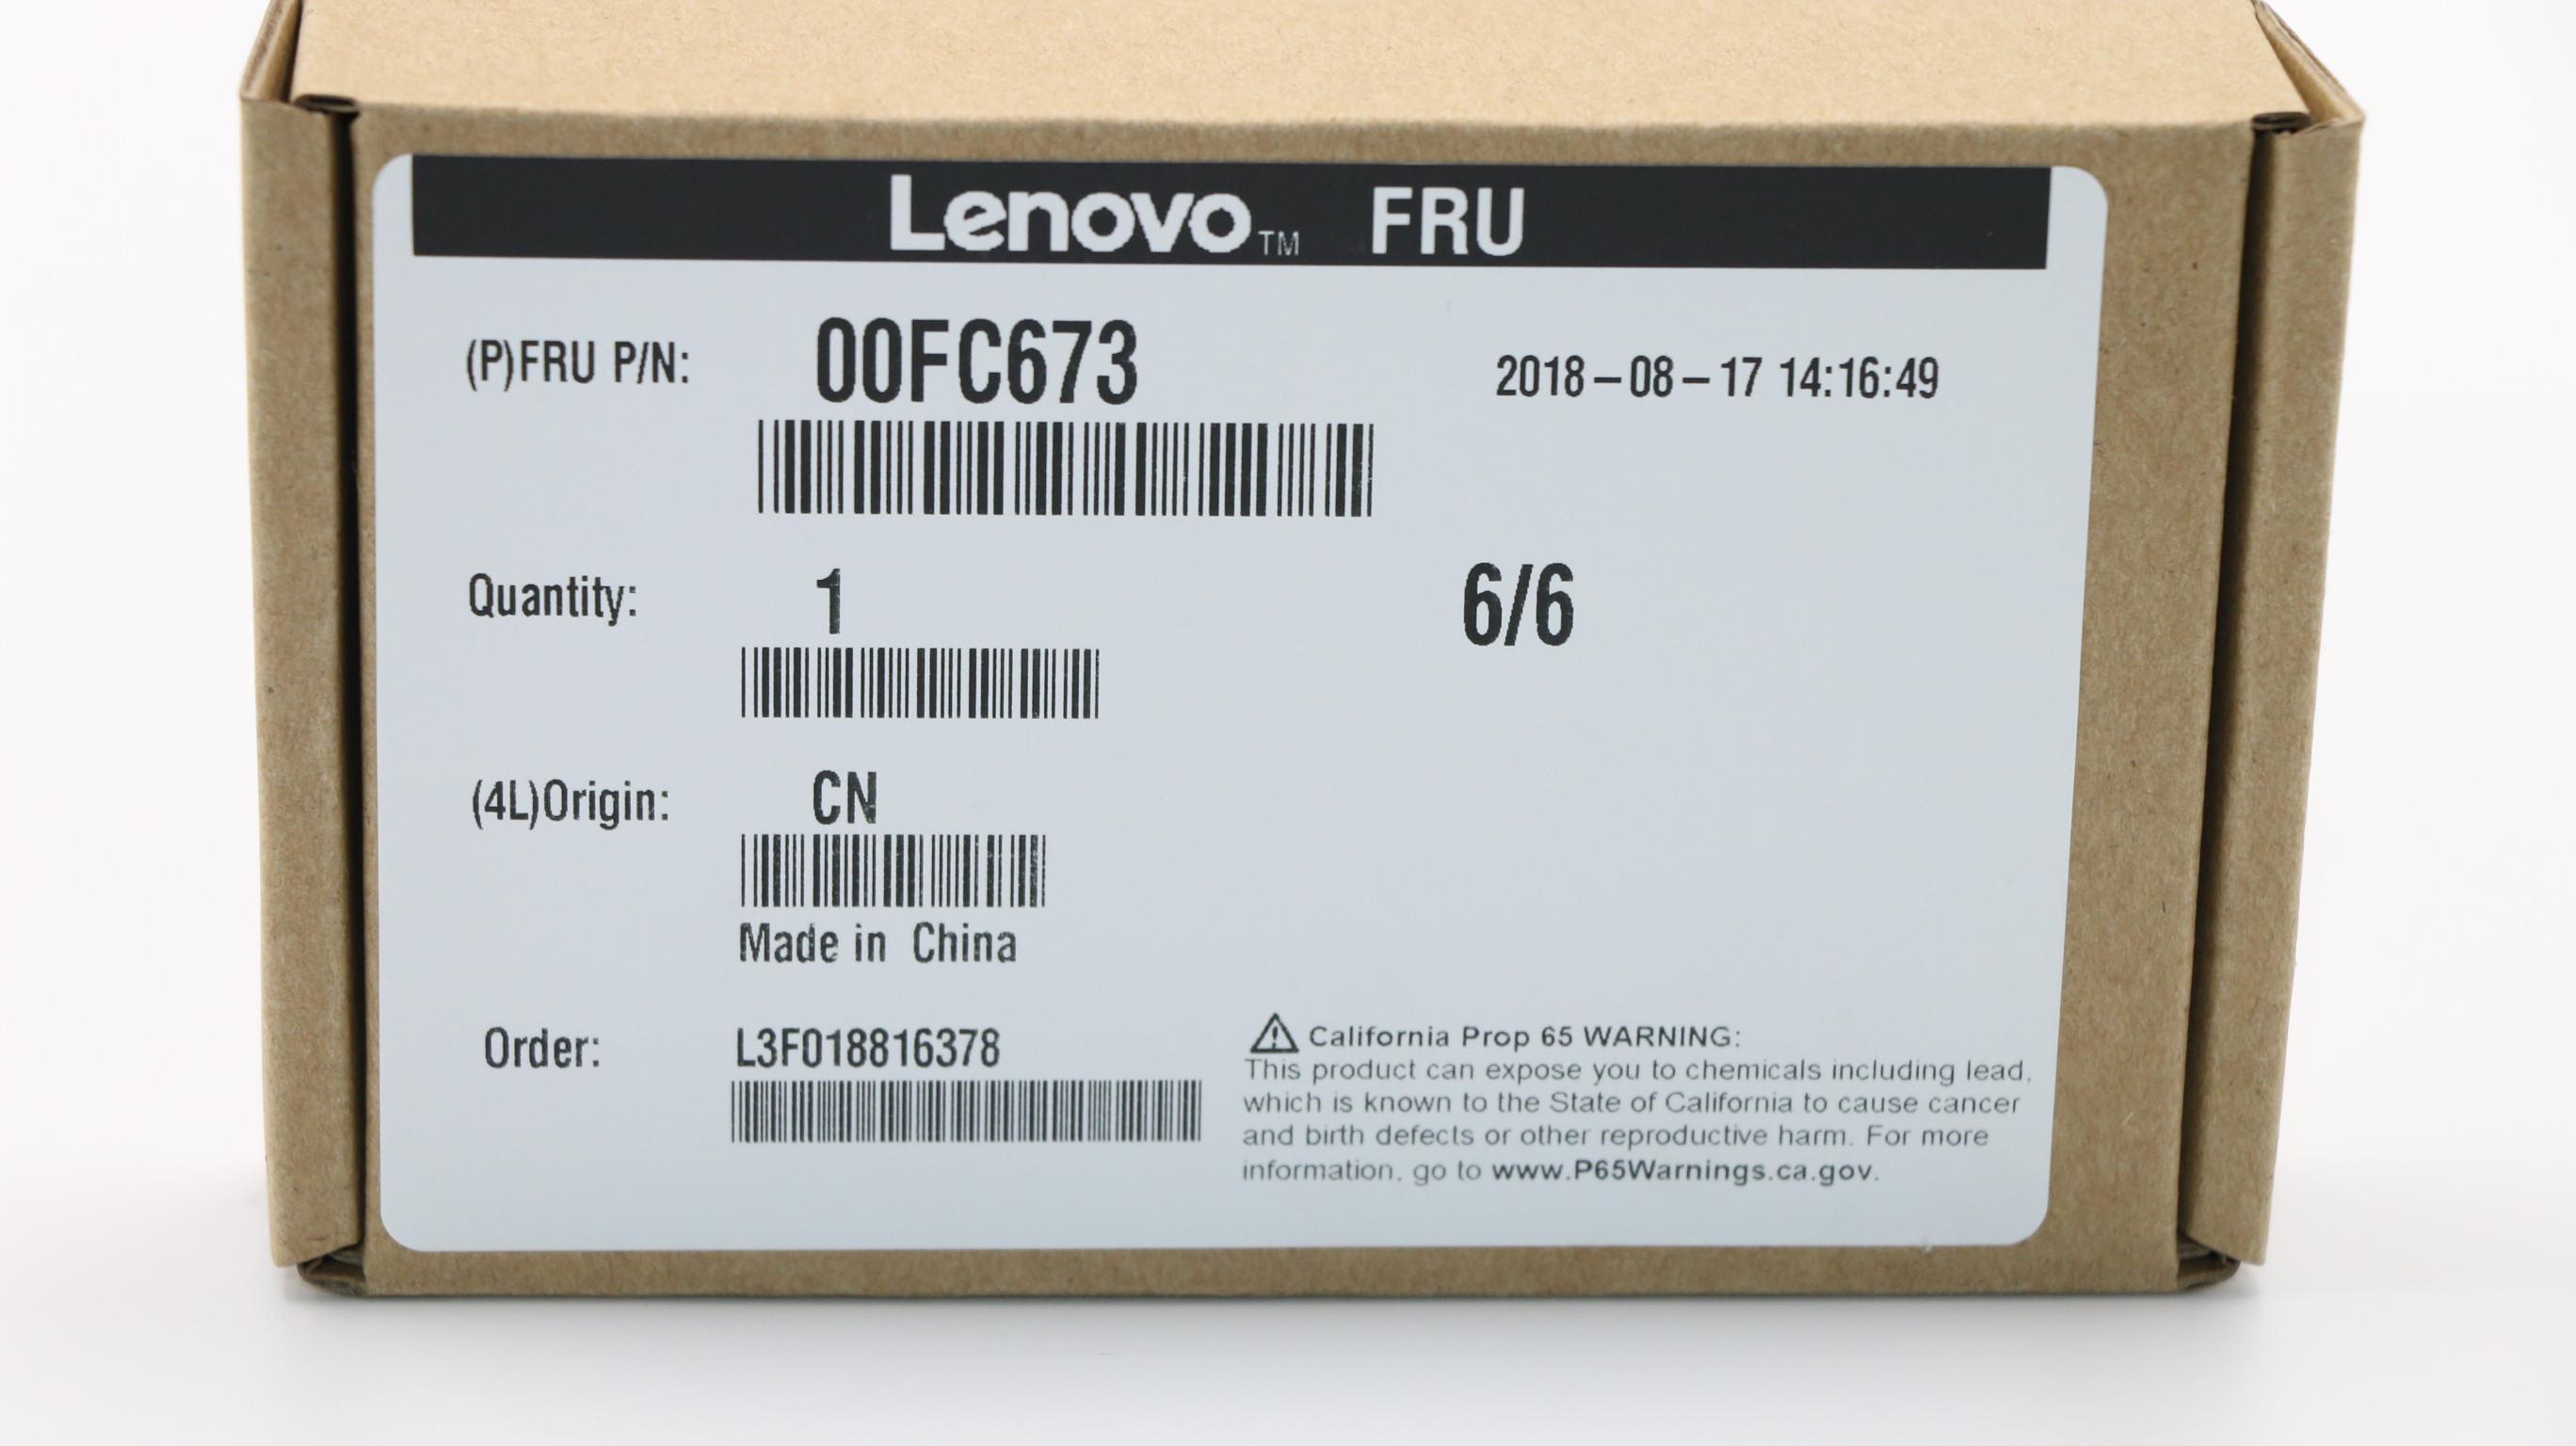 Lenovo™ FRU
(P)FRU P/N: 00FC673 2018-08-17 14:16:49
Quantity: 1 6/6
(4L)Origin: CN
Made in China
Order: L3F018816378
⚠ California Prop 65 WARNING:
This product can expose you to chemicals including lead,
which is known to the State of California to cause cancer
and birth defects or other reproductive harm. For more
information, go to www.P65Warnings.ca.gov.